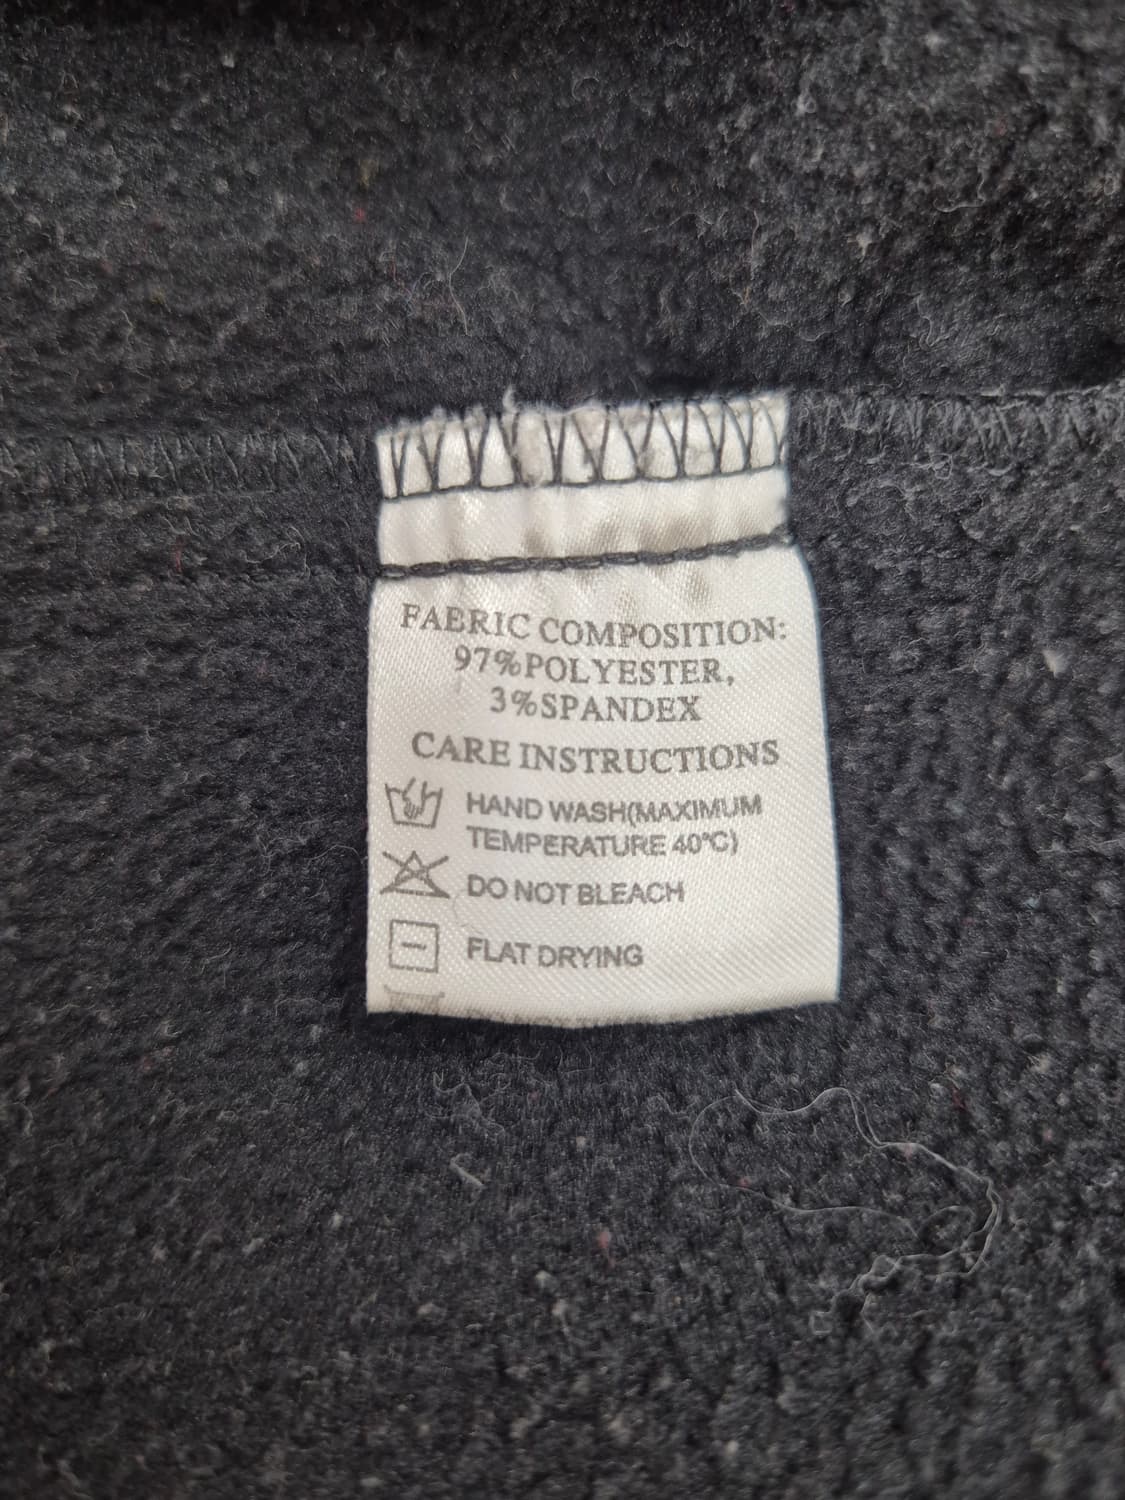 FABRIC COMPOSITION:
97%POLYESTER,
3%SPANDEX
CARE INSTRUCTIONS
HAND WASH(MAXIMUM
TEMPERATURE 40℃)
DO NOT BLEACH
FLAT DRYING